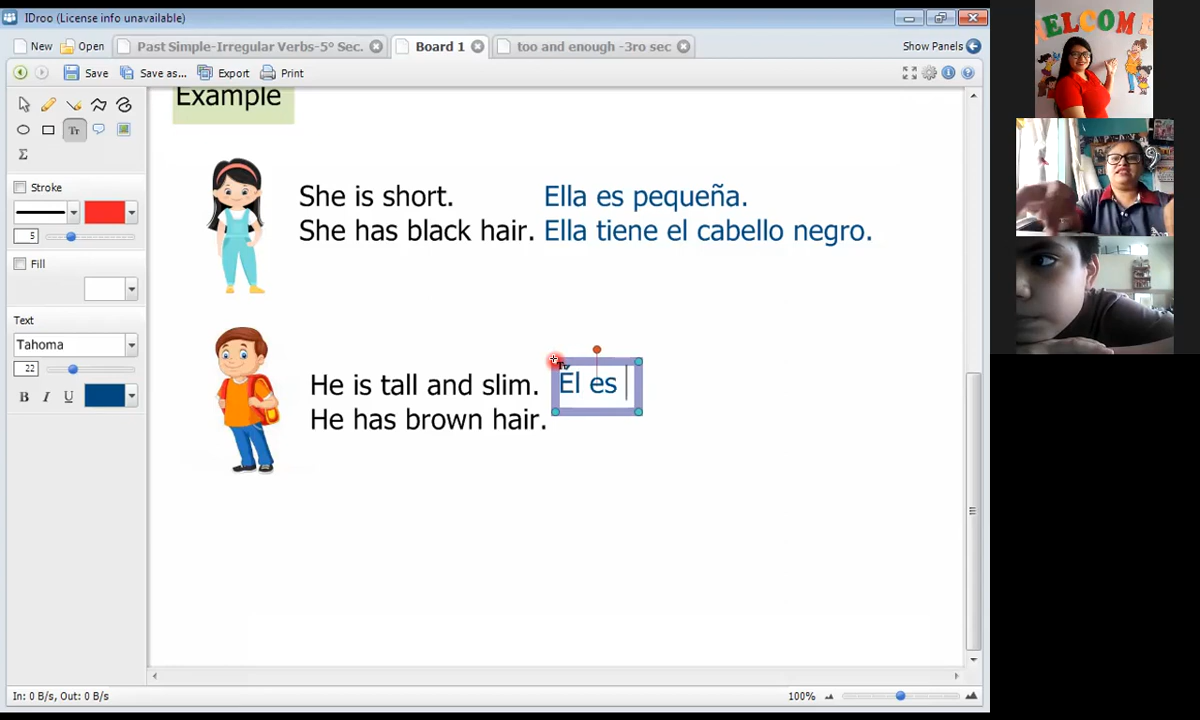 IDroo (License info unavailable)
New Open Past Simple-Irregular Verbs-5° Sec. Board 1 too and enough -3ro sec Show Panels
Save Save as... Export Print
Example
Stroke
5
Fill
Text
Tahoma
22
B I U
She is short. Ella es pequeña.
She has black hair. Ella tiene el cabello negro.
He is tall and slim. El es
He has brown hair.
In: 0 B/s, Out: 0 B/s 100%
WELCOME